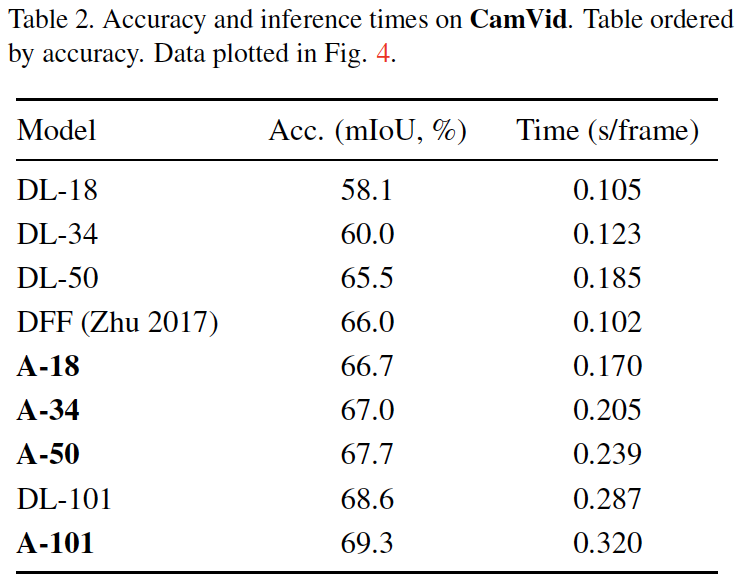 Table 2. Accuracy and inference times on CamVid. Table ordered
by accuracy. Data plotted in Fig. 4.
Model Acc. (mIoU, %) Time (s/frame)
DL-18 58.1 0.105
DL-34 60.0 0.123
DL-50 65.5 0.185
DFF (Zhu 2017) 66.0 0.102
A-18 66.7 0.170
A-34 67.0 0.205
A-50 67.7 0.239
DL-101 68.6 0.287
A-101 69.3 0.320